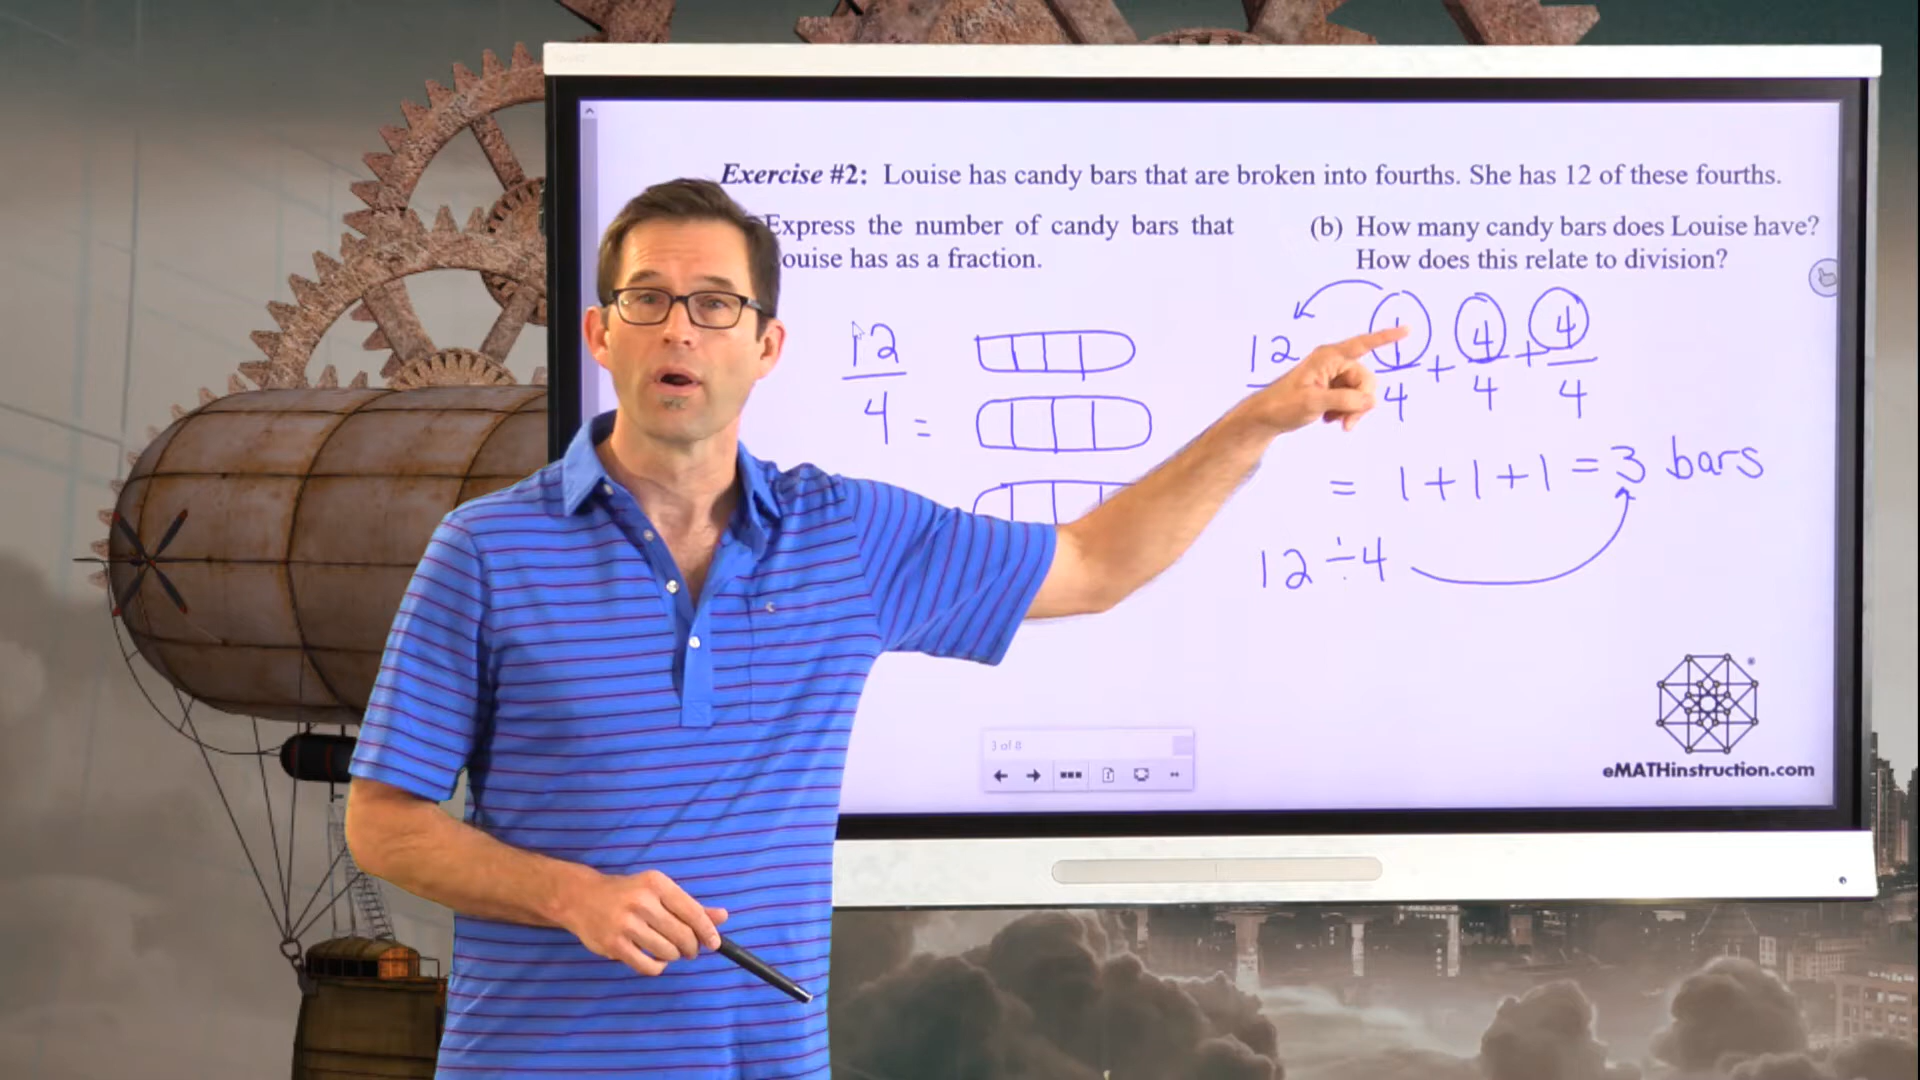 Exercise #2: Louise has candy bars that are broken into fourths. She has 12 of these fourths.
Express the number of candy bars that
ouise has as a fraction.
(b) How many candy bars does Louise have?
How does this relate to division?
12
4 =
12
4 + 4
4 4 4
= 1+1+1 = 3 bars
12÷4
3 of 8
eMATHinstruction.com